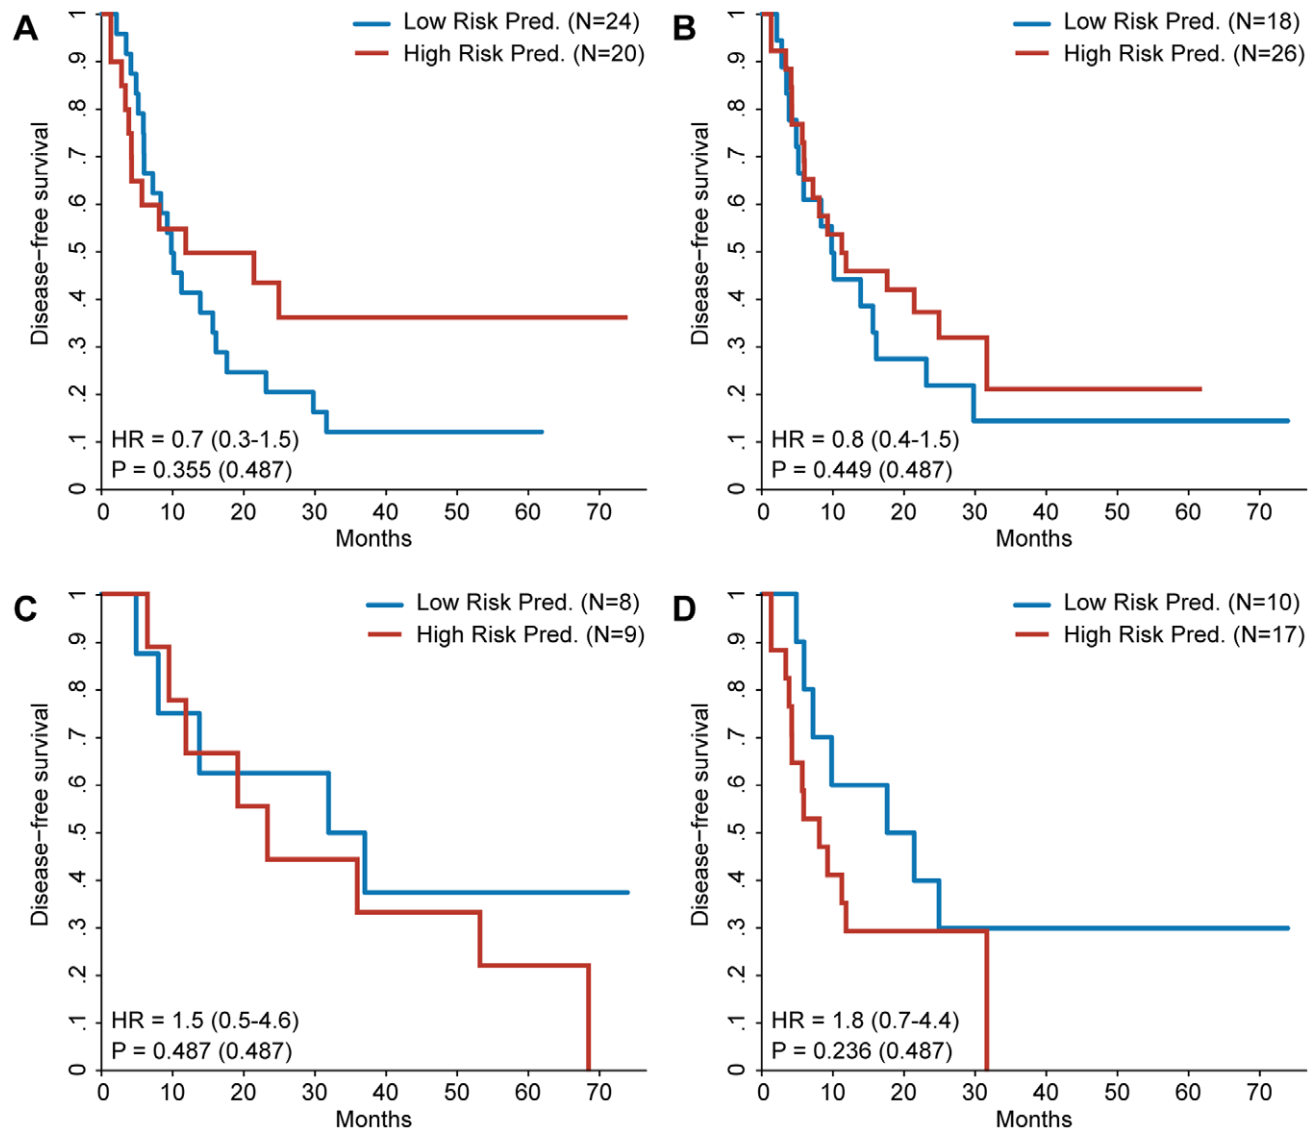 A
Low Risk Pred. (N=24)
High Risk Pred. (N=20)
Disease−free survival
1
.9
.8
.7
.6
.5
.4
.3
.2
.1
0
HR = 0.7 (0.3-1.5)
P = 0.355 (0.487)
0 10 20 30 40 50 60 70
Months
B
Low Risk Pred. (N=18)
High Risk Pred. (N=26)
Disease−free survival
1
.9
.8
.7
.6
.5
.4
.3
.2
.1
0
HR = 0.8 (0.4-1.5)
P = 0.449 (0.487)
0 10 20 30 40 50 60 70
Months
C
Low Risk Pred. (N=8)
High Risk Pred. (N=9)
Disease−free survival
1
.9
.8
.7
.6
.5
.4
.3
.2
.1
0
HR = 1.5 (0.5-4.6)
P = 0.487 (0.487)
0 10 20 30 40 50 60 70
Months
D
Low Risk Pred. (N=10)
High Risk Pred. (N=17)
Disease−free survival
1
.9
.8
.7
.6
.5
.4
.3
.2
.1
0
HR = 1.8 (0.7-4.4)
P = 0.236 (0.487)
0 10 20 30 40 50 60 70
Months